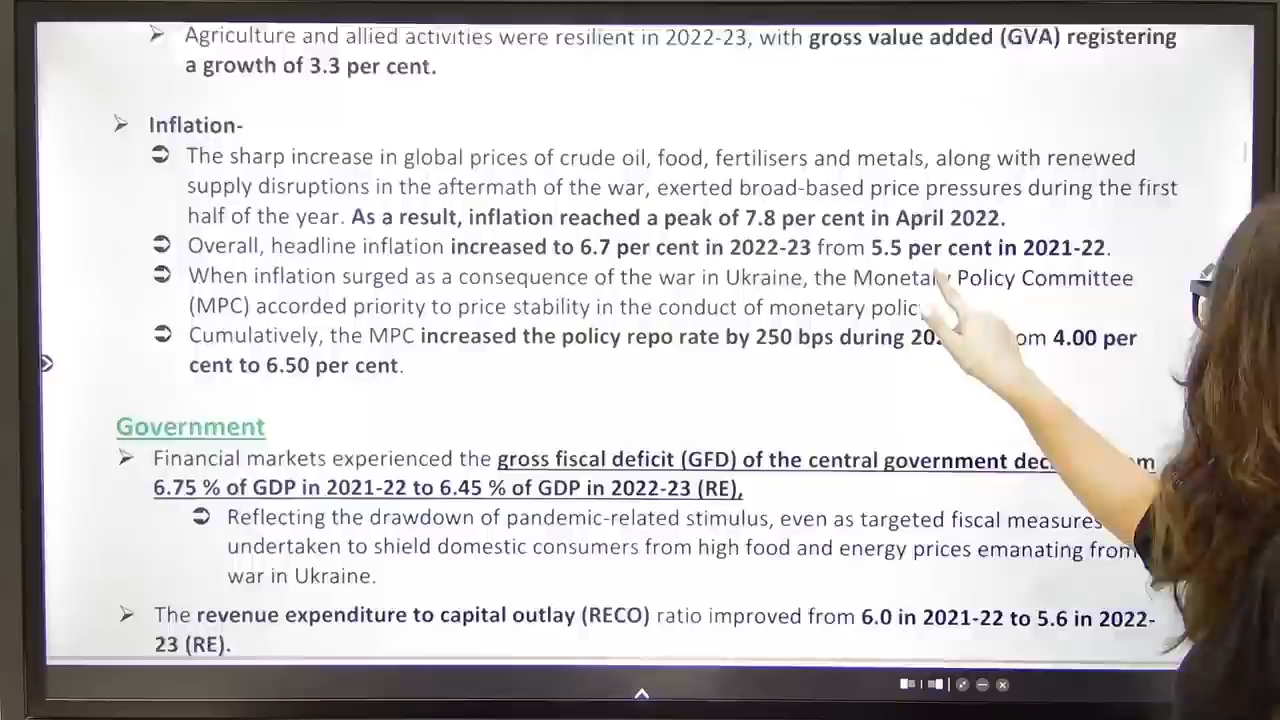 Agriculture and allied activities were resilient in 2022-23, with gross value added (GVA) registering
a growth of 3.3 per cent.
Inflation-
The sharp increase in global prices of crude oil, food, fertilisers and metals, along with renewed
supply disruptions in the aftermath of the war, exerted broad-based price pressures during the first
half of the year. As a result, inflation reached a peak of 7.8 per cent in April 2022.
Overall, headline inflation increased to 6.7 per cent in 2022-23 from 5.5 per cent in 2021-22.
When inflation surged as a consequence of the war in Ukraine, the Monetary Policy Committee
(MPC) accorded priority to price stability in the conduct of monetary
Cumulatively, the MPC increased the policy repo rate by 250 bps during 4.00 per
cent to 6.50 per cent.
Government
Financial markets experienced the gross fiscal deficit (GFD) of the central government
6.75 % of GDP in 2021-22 to 6.45 % of GDP in 2022-23 (RE),
Reflecting the drawdown of pandemic-related stimulus, even as targeted fiscal measures
undertaken to shield domestic consumers from high food and energy prices emanating from
war in Ukraine.
The revenue expenditure to capital outlay (RECO) ratio improved from 6.0 in 2021-22 to 5.6 in 2022-
23 (RE).